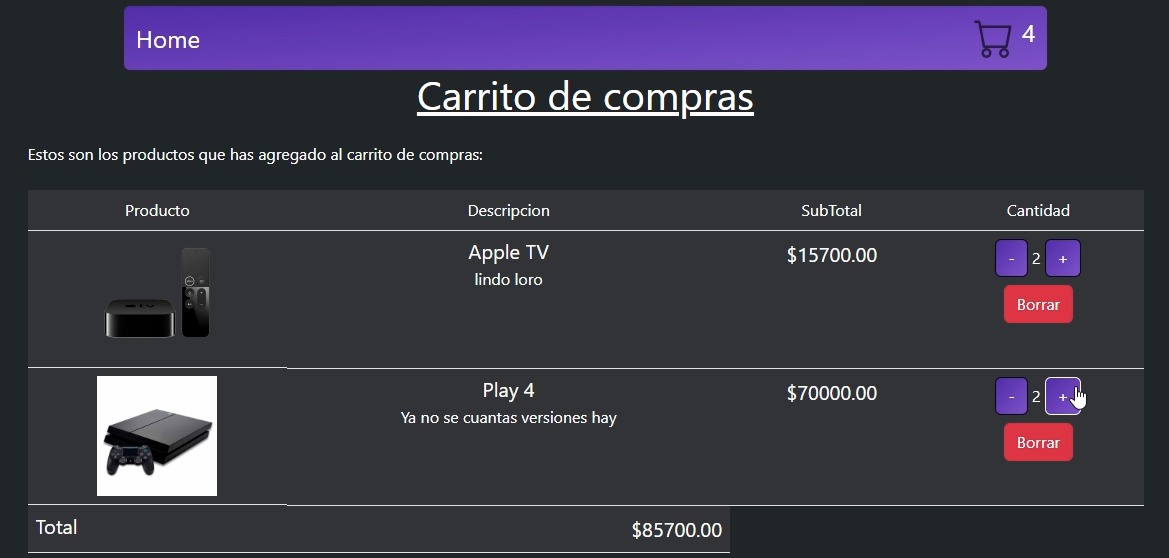 Home 4
Carrito de compras
Estos son los productos que has agregado al carrito de compras:
Producto Descripcion SubTotal Cantidad
Apple TV $15700.00 - 2 +
lindo loro
Borrar
Play 4 $70000.00 - 2 +
Ya no se cuantas versiones hay
Borrar
Total $85700.00